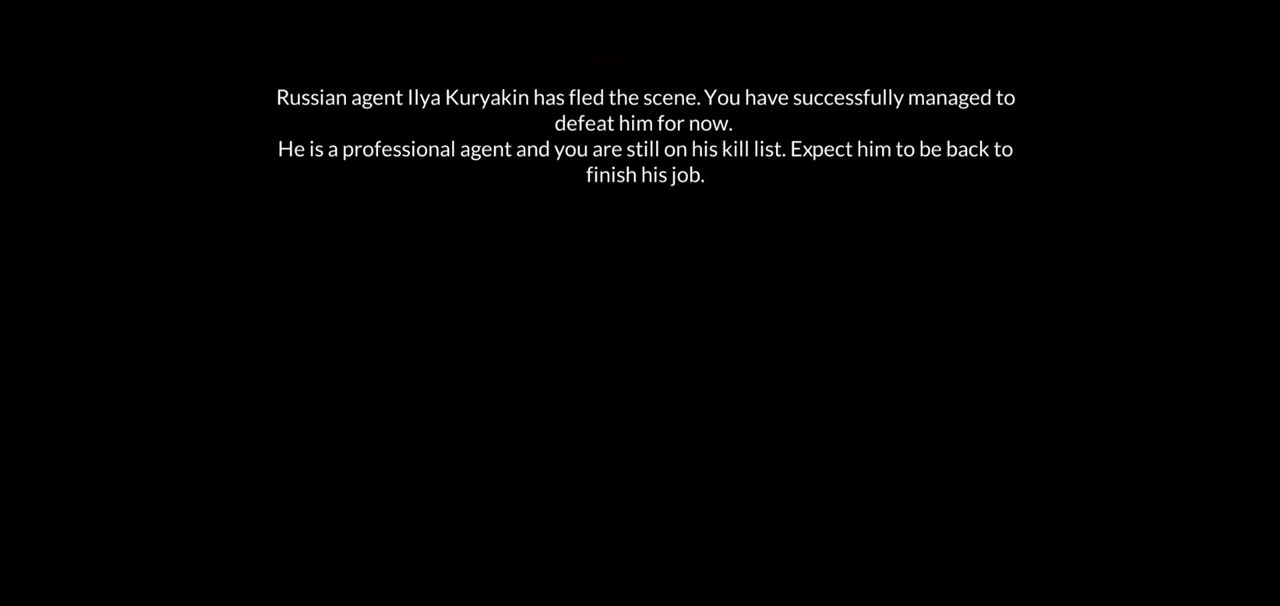 Russian agent Ilya Kuryakin has fled the scene. You have successfully managed to
defeat him for now.
He is a professional agent and you are still on his kill list. Expect him to be back to
finish his job.